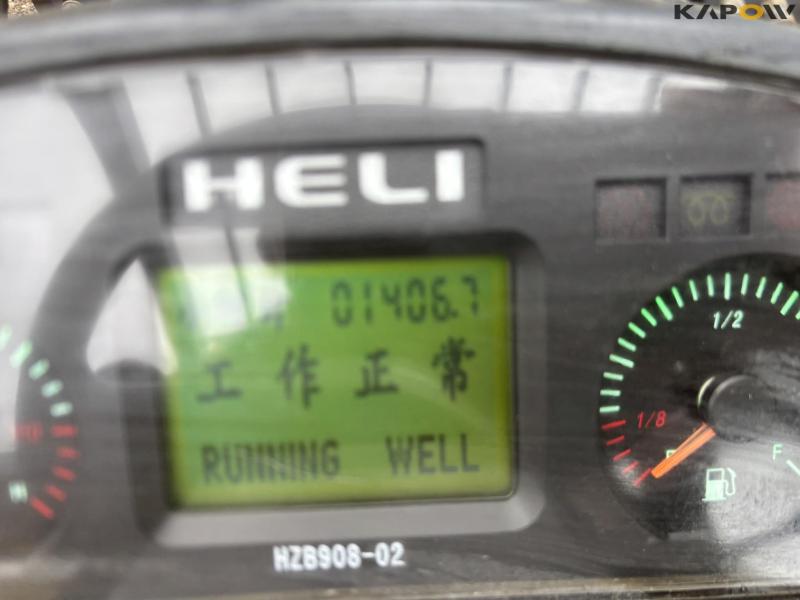 KAPOW
HELI
01406.7
工作正常
RUNNING WELL
HZB908-02
1/2
1/8
F